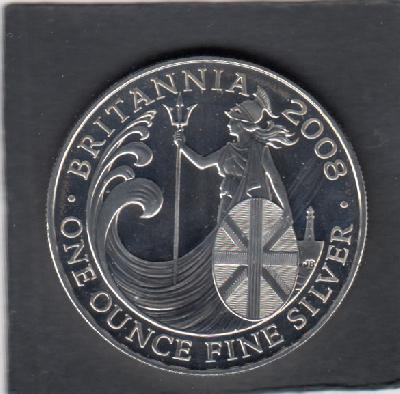 BRITANNIA 2008
· ONE OUNCE FINE SILVER ·